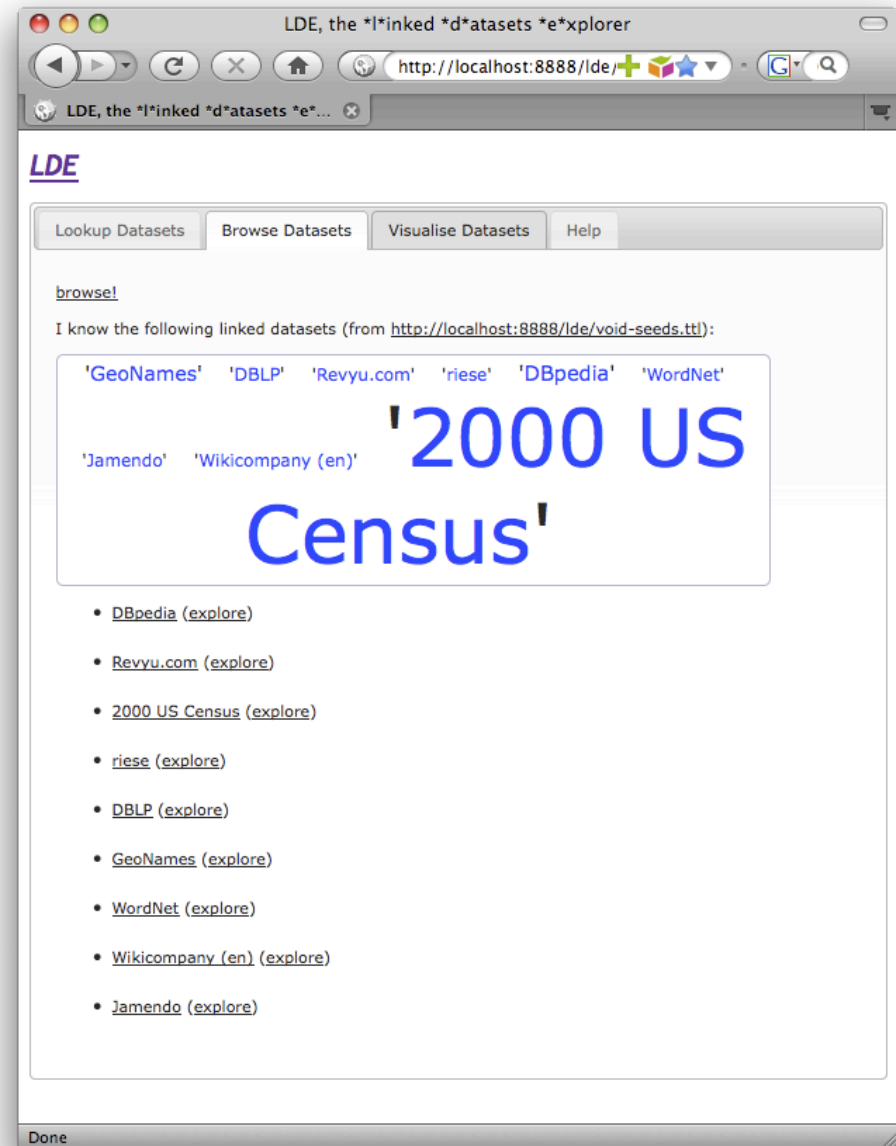 LDE, the *l*inked *d*atasets *e*xplorer
http://localhost:8888/lde/
G
LDE, the *l*inked *d*atasets *e*...
LDE
Lookup Datasets Browse Datasets Visualise Datasets Help
browse!
I know the following linked datasets (from http://localhost:8888/lde/void-seeds.ttl):
'GeoNames' 'DBLP' 'Revyu.com' 'riese' 'DBpedia' 'WordNet'
'Jamendo' 'Wikicompany (en)' '2000 US
Census'
• DBpedia (explore)
• Revyu.com (explore)
• 2000 US Census (explore)
• riese (explore)
• DBLP (explore)
• GeoNames (explore)
• WordNet (explore)
• Wikicompany (en) (explore)
• Jamendo (explore)
Done